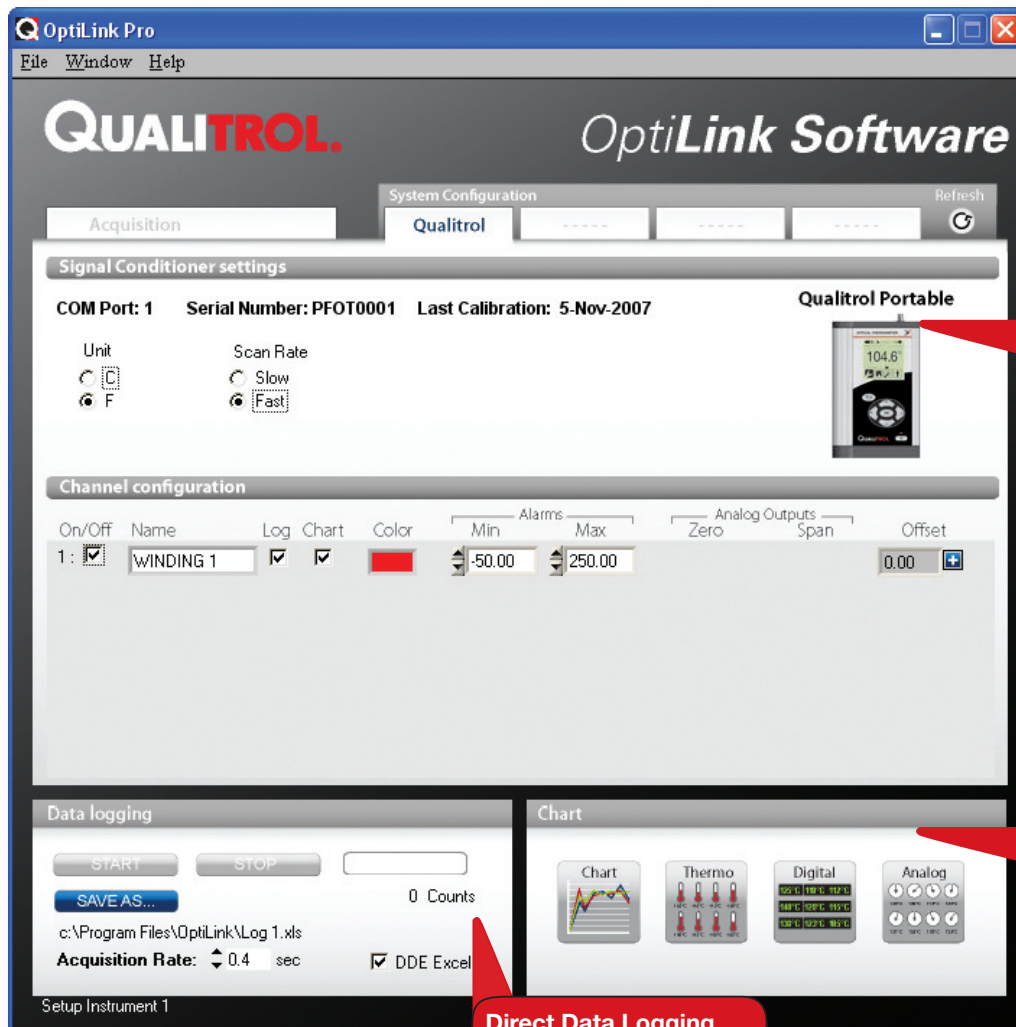 OptiLink Pro
File Window Help
QUALITROL.
OptiLink Software
System Configuration
Refresh
Acquisition
Qualitrol
-----
-----
-----
Signal Conditioner settings
COM Port: 1 Serial Number: PFOT0001 Last Calibration: 5-Nov-2007
Qualitrol Portable
Unit
Scan Rate
C
Slow
F
Fast
104.6°
QUALITROL
Channel configuration
Alarms
Analog Outputs
On/Off Name Log Chart Color Min Max Zero Span Offset
1: WINDING 1 -50.00 250.00 0.00
Data logging
START STOP
SAVE AS...
0 Counts
c:\Program Files\OptiLink\Log 1.xls
Acquisition Rate: 0.4 sec
DDE Excel
Chart
Chart
Thermo
Digital
Analog
Setup Instrument 1
Direct Data Logging